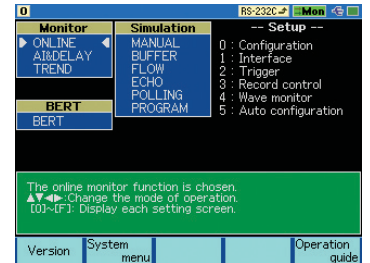 0 RS-232C Mon
Monitor
ONLINE
AI&DELAY
TREND
BERT
BERT
Simulation
MANUAL
BUFFER
FLOW
ECHO
POLLING
PROGRAM
-- Setup --
0 : Configuration
1 : Interface
2 : Trigger
3 : Record control
4 : Wave monitor
5 : Auto configuration
The online monitor function is chosen.
▲▼◀▶:Change the mode of operation.
[0]~[F]: Display each setting screen.
Version
System
menu
Operation
guide